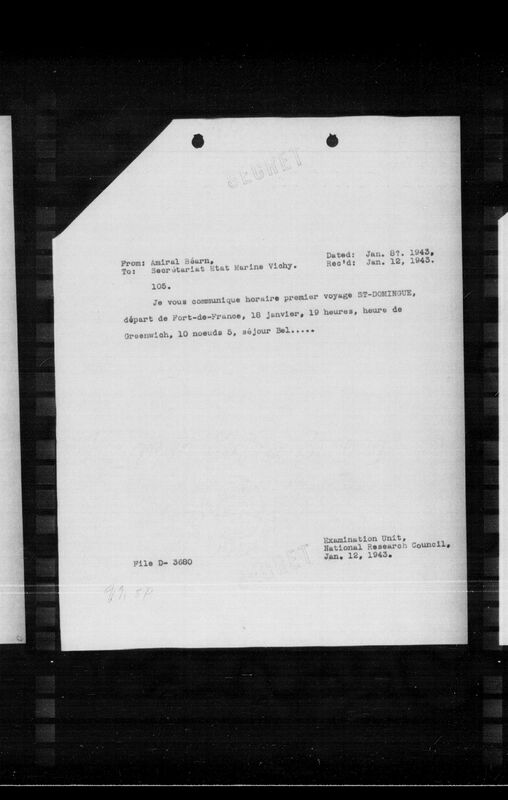 SECRET
From: Amiral Béarn,
To: Secrétariat Etat Marine Vichy.
Dated: Jan. 8?. 1943,
Rec'd: Jan. 12, 1943.
105.
Je vous communique horaire premier voyage ST-DOMINGUE,
départ de Fort-de-France, 18 janvier, 19 heures, heure de
Greenwich, 10 noeuds 5, séjour Bel.....
Examination Unit,
National Research Council,
Jan. 12, 1943.
File D- 3680
SECRET